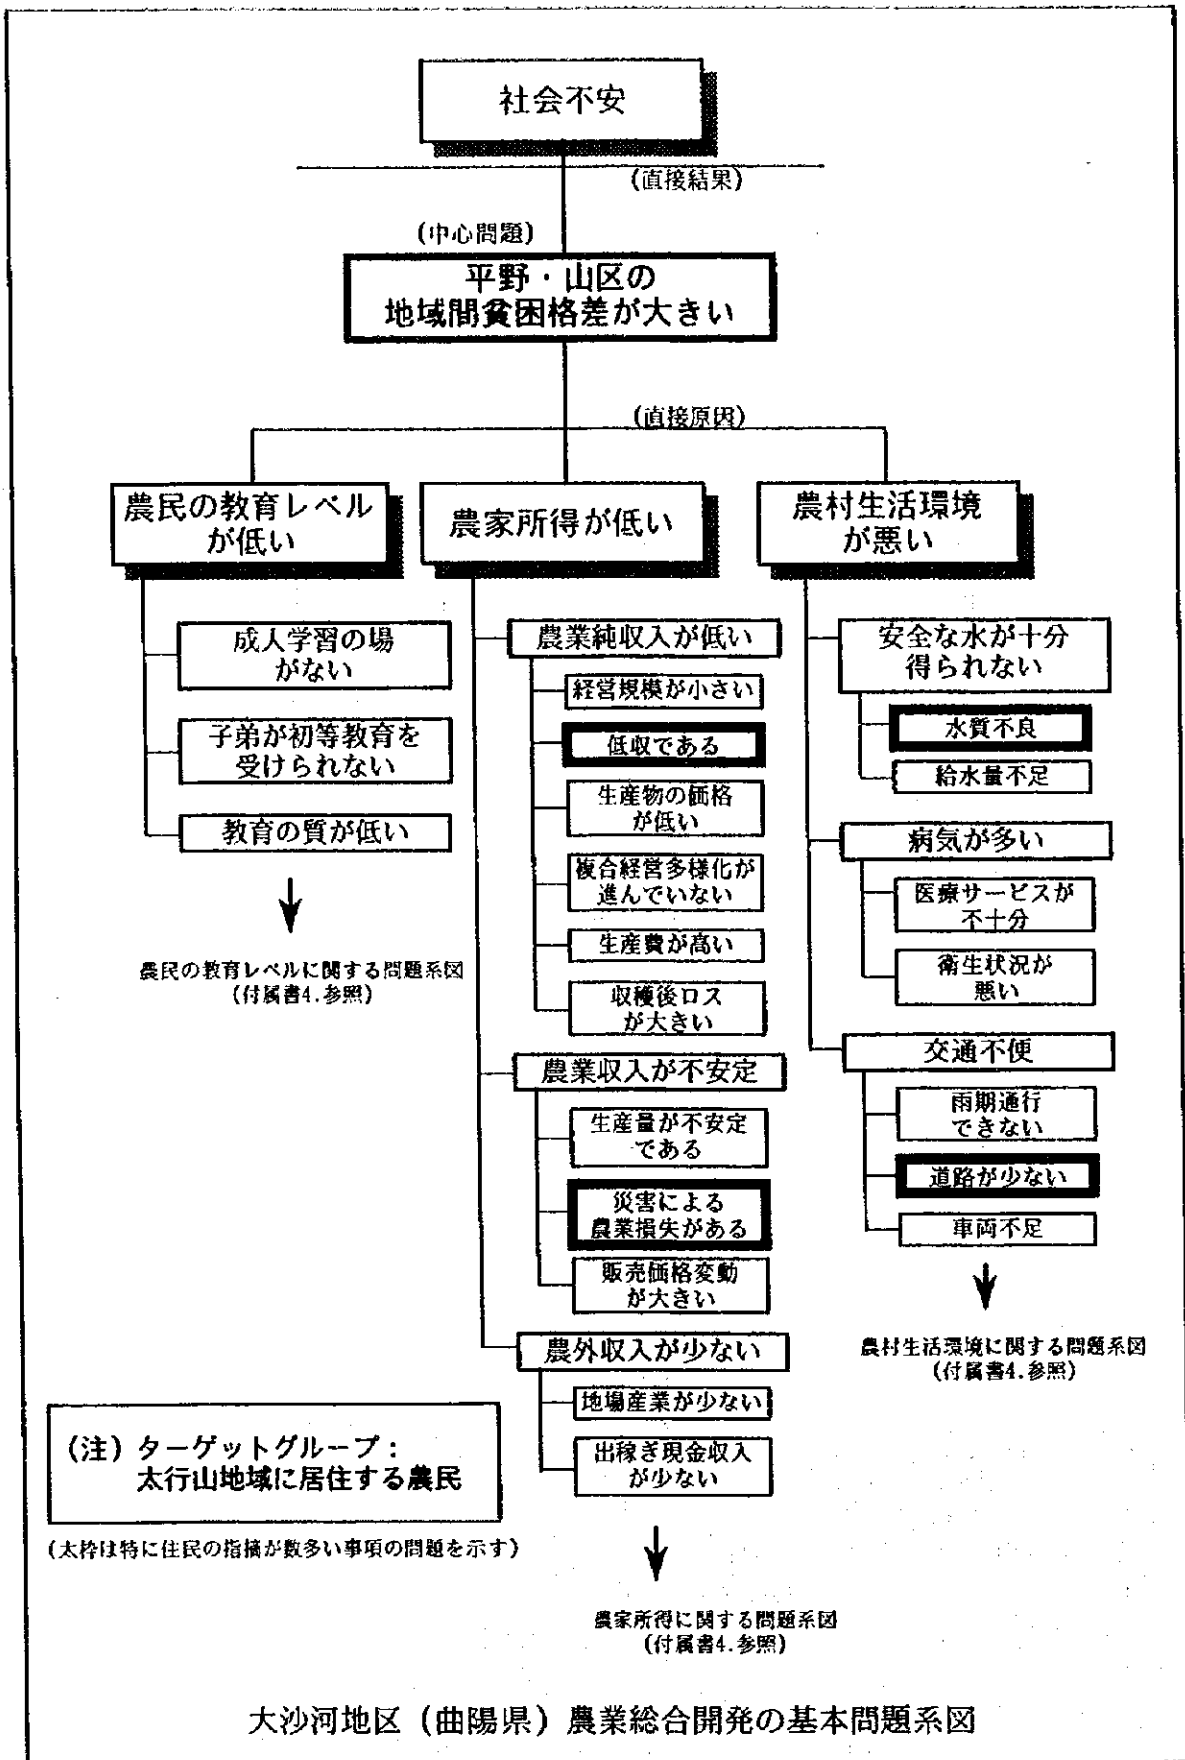 社会不安
(直接結果)
(中心問題)
平野・山区の
地域間貧困格差が大きい
(直接原因)
農民の教育レベル
が低い
成人学習の場
がない
子弟が初等教育を
受けられない
教育の質が低い
農民の教育レベルに関する問題系図
(付属書4.参照)
農家所得が低い
農業純収入が低い
経営規模が小さい
低収である
生産物の価格
が低い
複合経営多様化が
進んでいない
生産費が高い
収穫後ロス
が大きい
農業収入が不安定
生産量が不安定
である
災害による
農業損失がある
販売価格変動
が大きい
農外収入が少ない
地場産業が少ない
出稼ぎ現金収入
が少ない
農家所得に関する問題系図
(付属書4.参照)
農村生活環境
が悪い
安全な水が十分
得られない
水質不良
給水量不足
病気が多い
医療サービスが
不十分
衛生状況が
悪い
交通不便
雨期通行
できない
道路が少ない
車両不足
農村生活環境に関する問題系図
(付属書4.参照)
(注)ターゲットグループ:
太行山地域に居住する農民
(太枠は特に住民の指摘が数多い事項の問題を示す)
大沙河地区(曲陽県)農業総合開発の基本問題系図